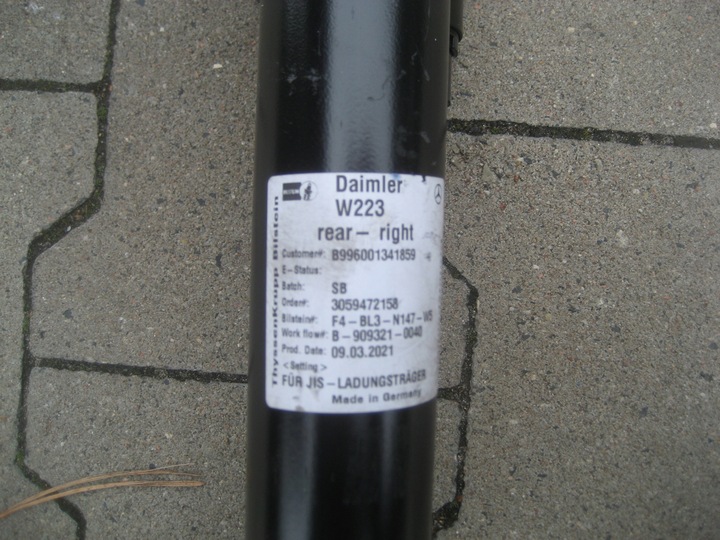 Daimler
W223
rear- right
ThyssenKrupp Bilstein
Customer#: B996001341859
E-Status:
Batch: SB
Order#: 3059472158
Bilstein#: F4-BL3-N147-W5
Work flow#: B-909321-0040
Prod. Date: 09.03.2021
<Setting>
FÜR JIS-LADUNGSTRÄGER
Made in Germany